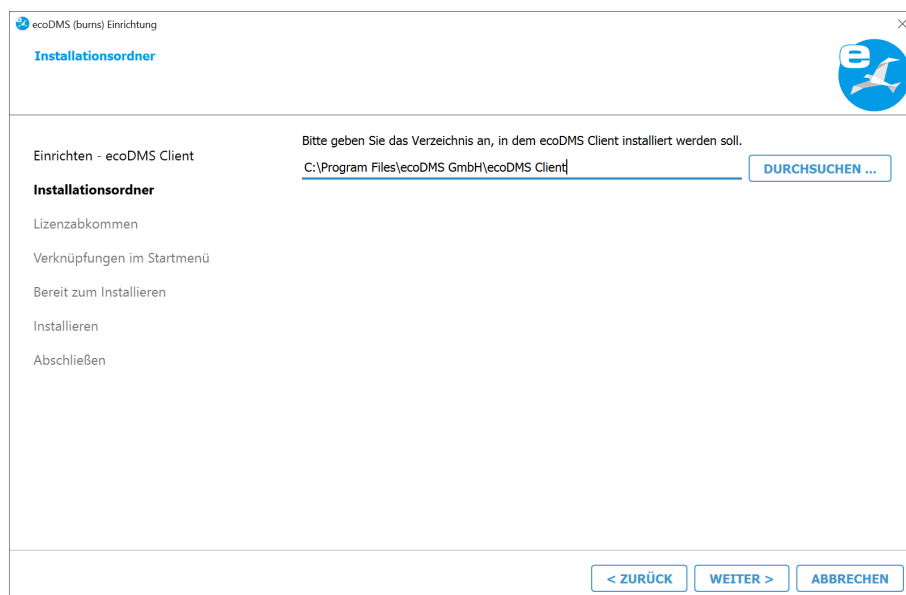 ecoDMS (burns) Einrichtung
Installationsordner
e
Bitte geben Sie das Verzeichnis an, in dem ecoDMS Client installiert werden soll.
C:\Program Files\ecoDMS GmbH\ecoDMS Client
DURCHSUCHEN ...
Einrichten - ecoDMS Client
Installationsordner
Lizenzabkommen
Verknüpfungen im Startmenü
Bereit zum Installieren
Installieren
Abschließen
< ZURÜCK
WEITER >
ABBRECHEN